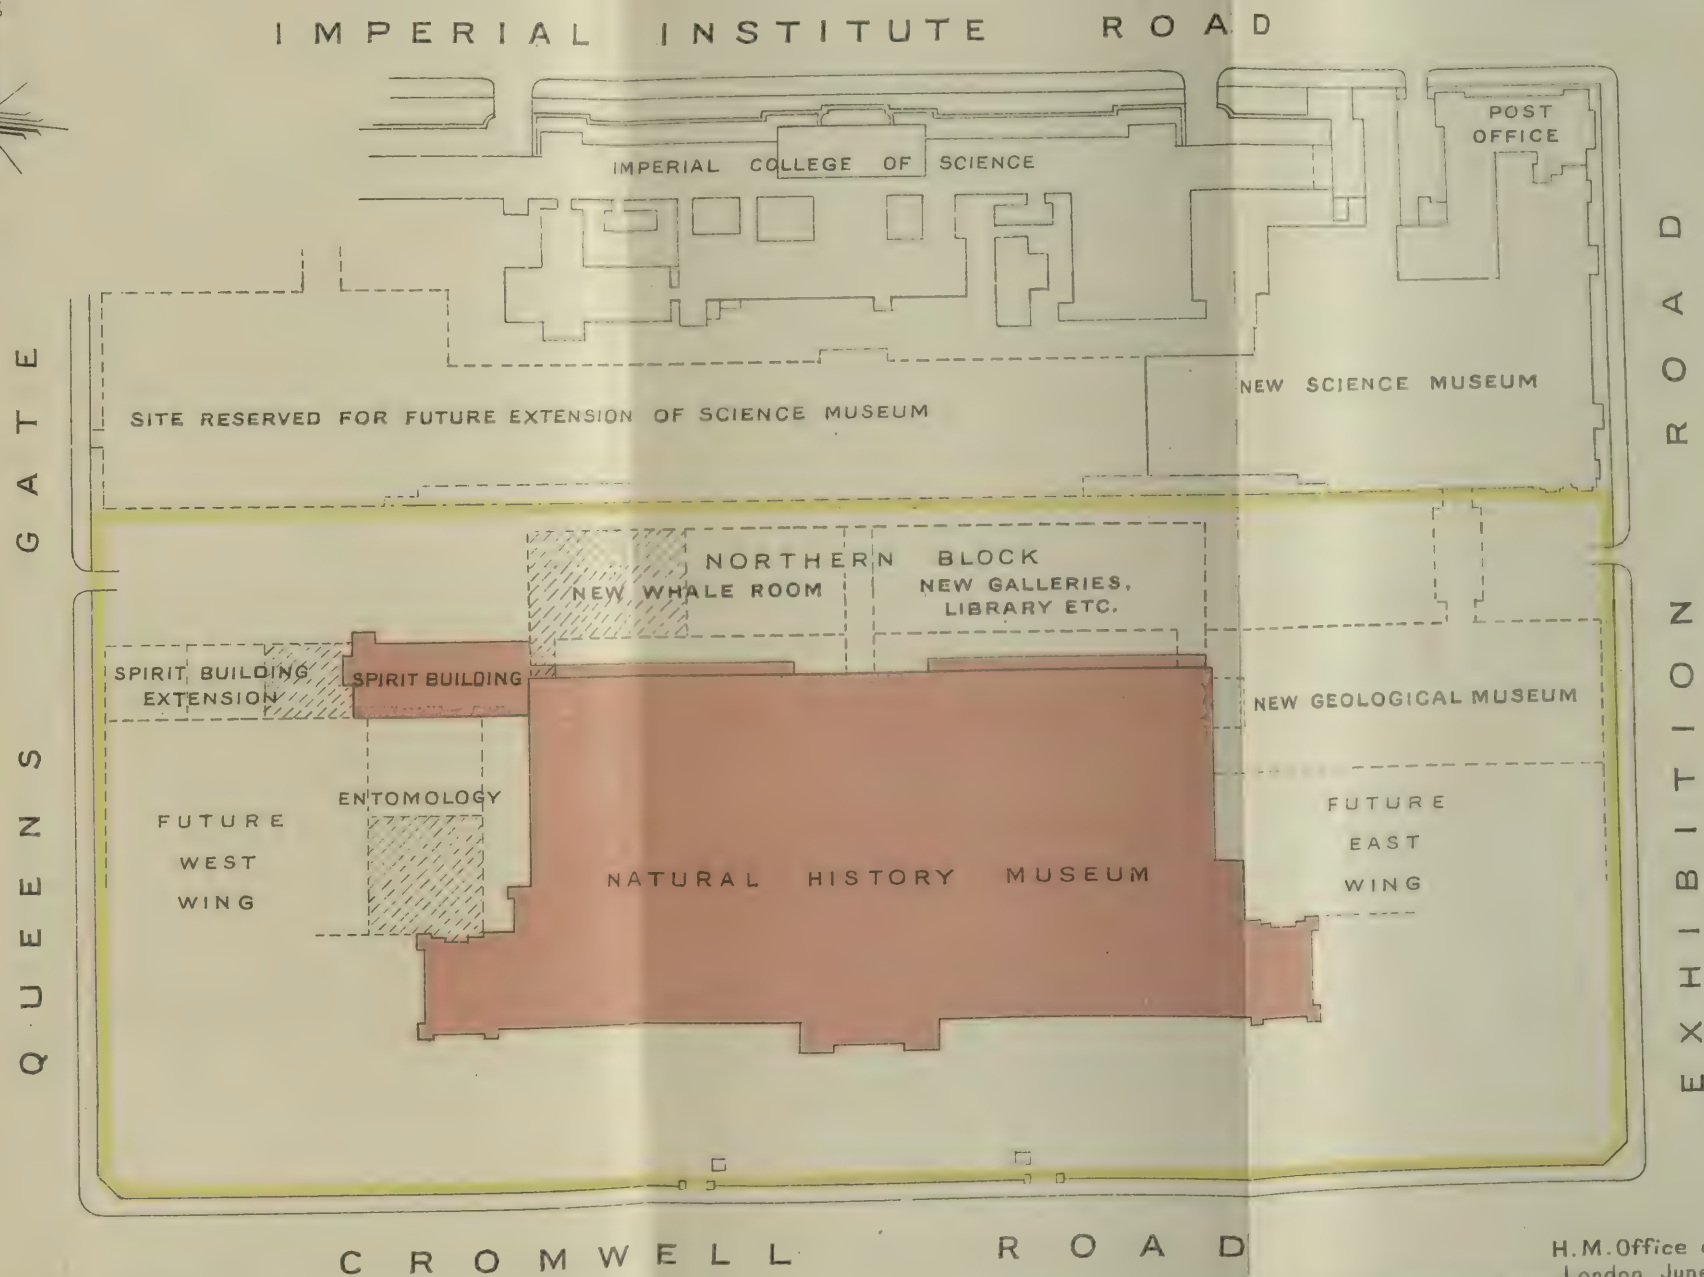 IMPERIAL INSTITUTE ROAD
POST
OFFICE
IMPERIAL COLLEGE OF SCIENCE
NEW SCIENCE MUSEUM
SITE RESERVED FOR FUTURE EXTENSION OF SCIENCE MUSEUM
QUEENS GATE
EXHIBITION ROAD
NORTHERN BLOCK
NEW WHALE ROOM
NEW GALLERIES,
LIBRARY ETC.
SPIRIT BUILDING
EXTENSION
SPIRIT BUILDING
NEW GEOLOGICAL MUSEUM
ENTOMOLOGY
FUTURE
WEST
WING
FUTURE
EAST
WING
NATURAL HISTORY MUSEUM
CROMWELL ROAD
H.M. Office
London, June